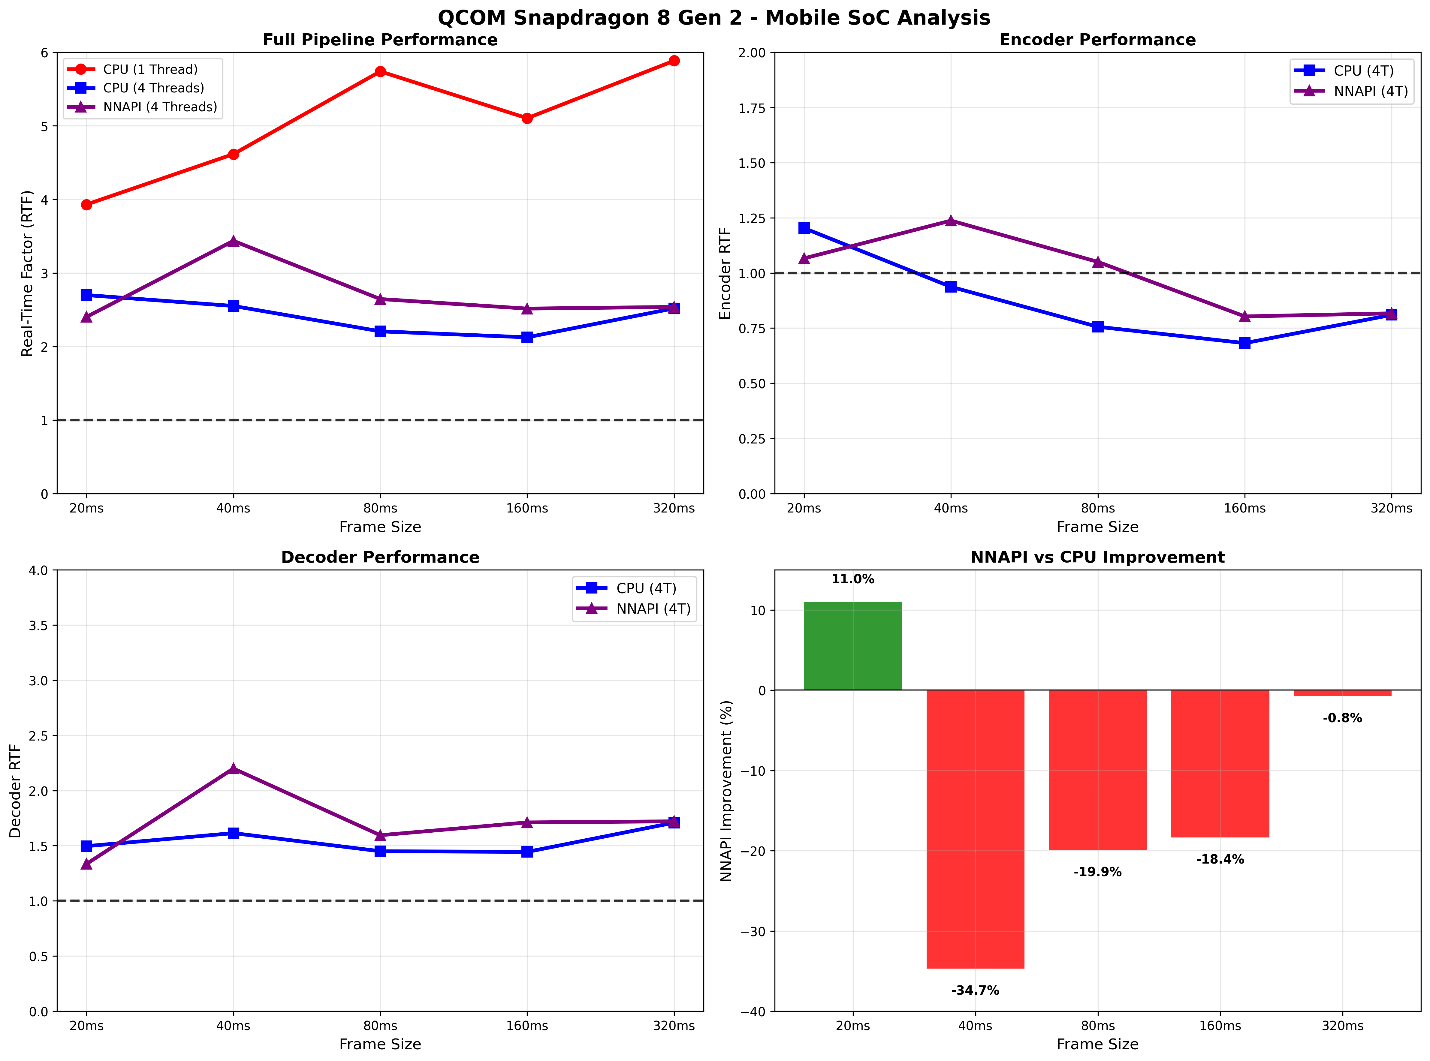 QCOM Snapdragon 8 Gen 2 - Mobile SoC Analysis
Full Pipeline Performance
CPU (1 Thread)
CPU (4 Threads)
NNAPI (4 Threads)
Real-Time Factor (RTF)
6
5
4
3
2
1
0
20ms 40ms 80ms 160ms 320ms
Frame Size
Encoder Performance
CPU (4T)
NNAPI (4T)
Encoder RTF
2.00
1.75
1.50
1.25
1.00
0.75
0.50
0.25
0.00
20ms 40ms 80ms 160ms 320ms
Frame Size
Decoder Performance
CPU (4T)
NNAPI (4T)
Decoder RTF
4.0
3.5
3.0
2.5
2.0
1.5
1.0
0.5
0.0
20ms 40ms 80ms 160ms 320ms
Frame Size
NNAPI vs CPU Improvement
NNAPI Improvement (%)
10
0
−10
−20
−30
−40
11.0%
-34.7%
-19.9%
-18.4%
-0.8%
20ms 40ms 80ms 160ms 320ms
Frame Size